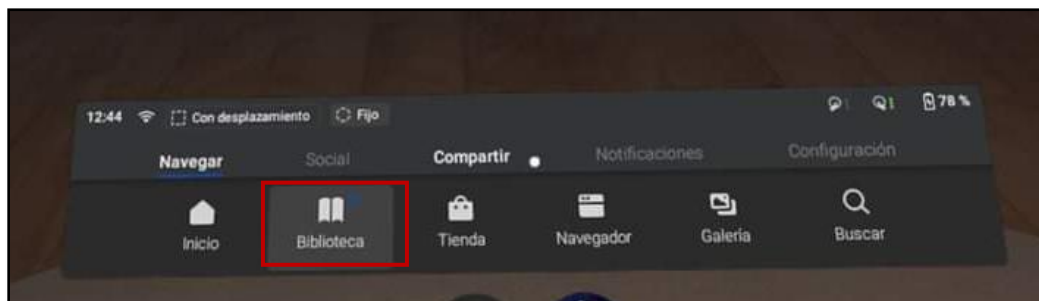 12:44 Con desplazamiento Fijo 78 %
Navegar Social Compartir Notificaciones Configuración
Inicio Biblioteca Tienda Navegador Galería Buscar